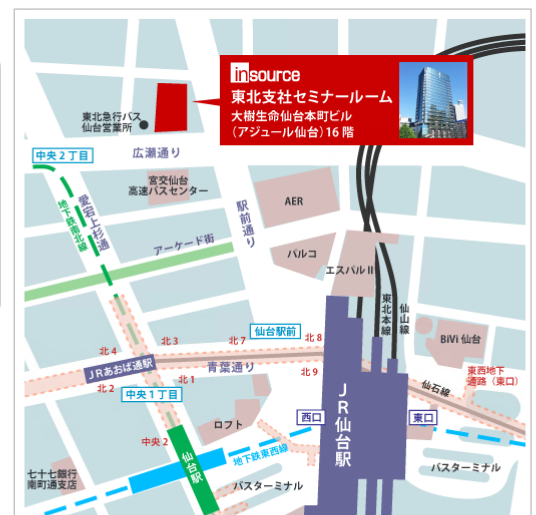 insource
東北支社セミナールーム
大樹生命仙台本町ビル
（アジュール仙台）16階
東北急行バス
仙台営業所
中央2丁目
広瀬通り
宮交仙台
高速バスセンター
愛宕上杉通
地下鉄南北線
駅前通り
AER
アーケード街
パルコ
エスパルⅡ
東北本線
仙山線
BiVi 仙台
北4
北3
北7
仙台駅前
北8
JRあおば通駅
青葉通り
北9
北2
北1
中央1丁目
東西地下
通路（東口）
仙石線
JR仙台駅
西口
東口
ロフト
中央2
仙台駅
地下鉄東西線
七十七銀行
南町通支店
バスターミナル
バスターミナル